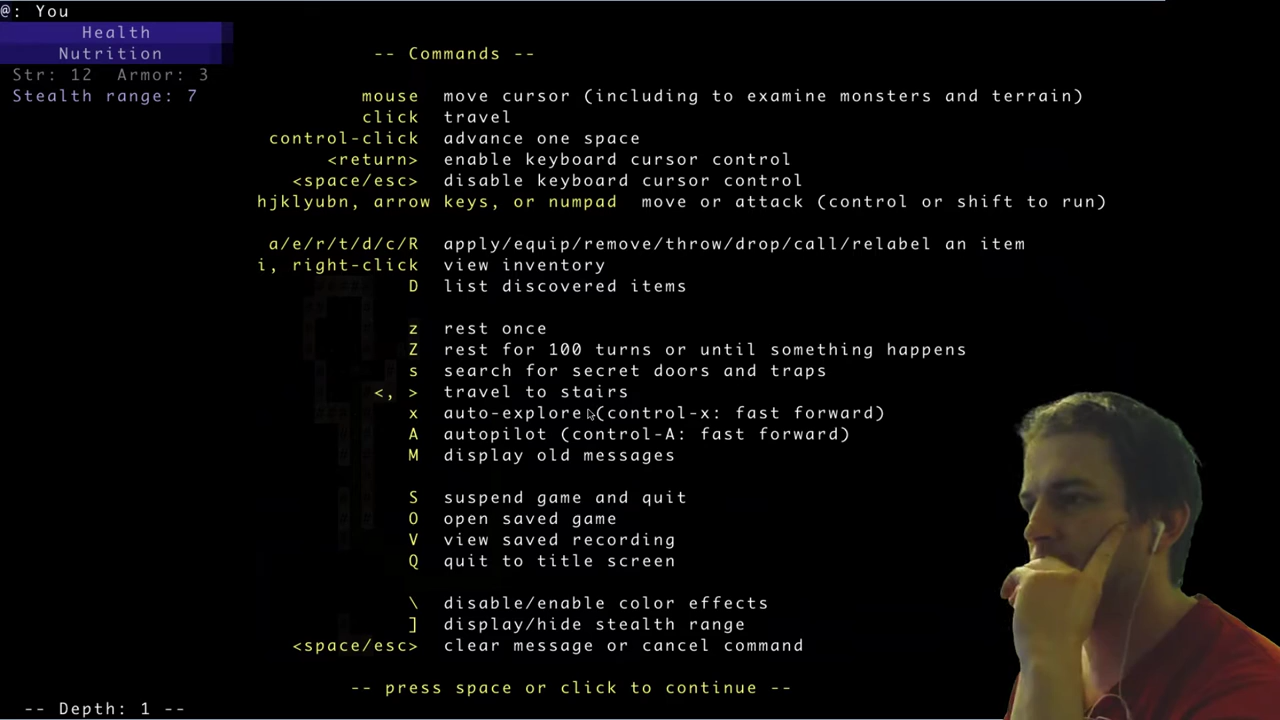 @: You
Health
Nutrition
Str: 12 Armor: 3
Stealth range: 7
-- Commands --
mouse move cursor (including to examine monsters and terrain)
click travel
control-click advance one space
<return> enable keyboard cursor control
<space/esc> disable keyboard cursor control
hjklyubn, arrow keys, or numpad move or attack (control or shift to run)
a/e/r/t/d/c/R apply/equip/remove/throw/drop/call/relabel an item
i, right-click view inventory
D list discovered items
z rest once
Z rest for 100 turns or until something happens
s search for secret doors and traps
<, > travel to stairs
x auto-explore (control-x: fast forward)
A autopilot (control-A: fast forward)
M display old messages
S suspend game and quit
O open saved game
V view saved recording
Q quit to title screen
\ disable/enable color effects
] display/hide stealth range
<space/esc> clear message or cancel command
-- press space or click to continue --
-- Depth: 1 --